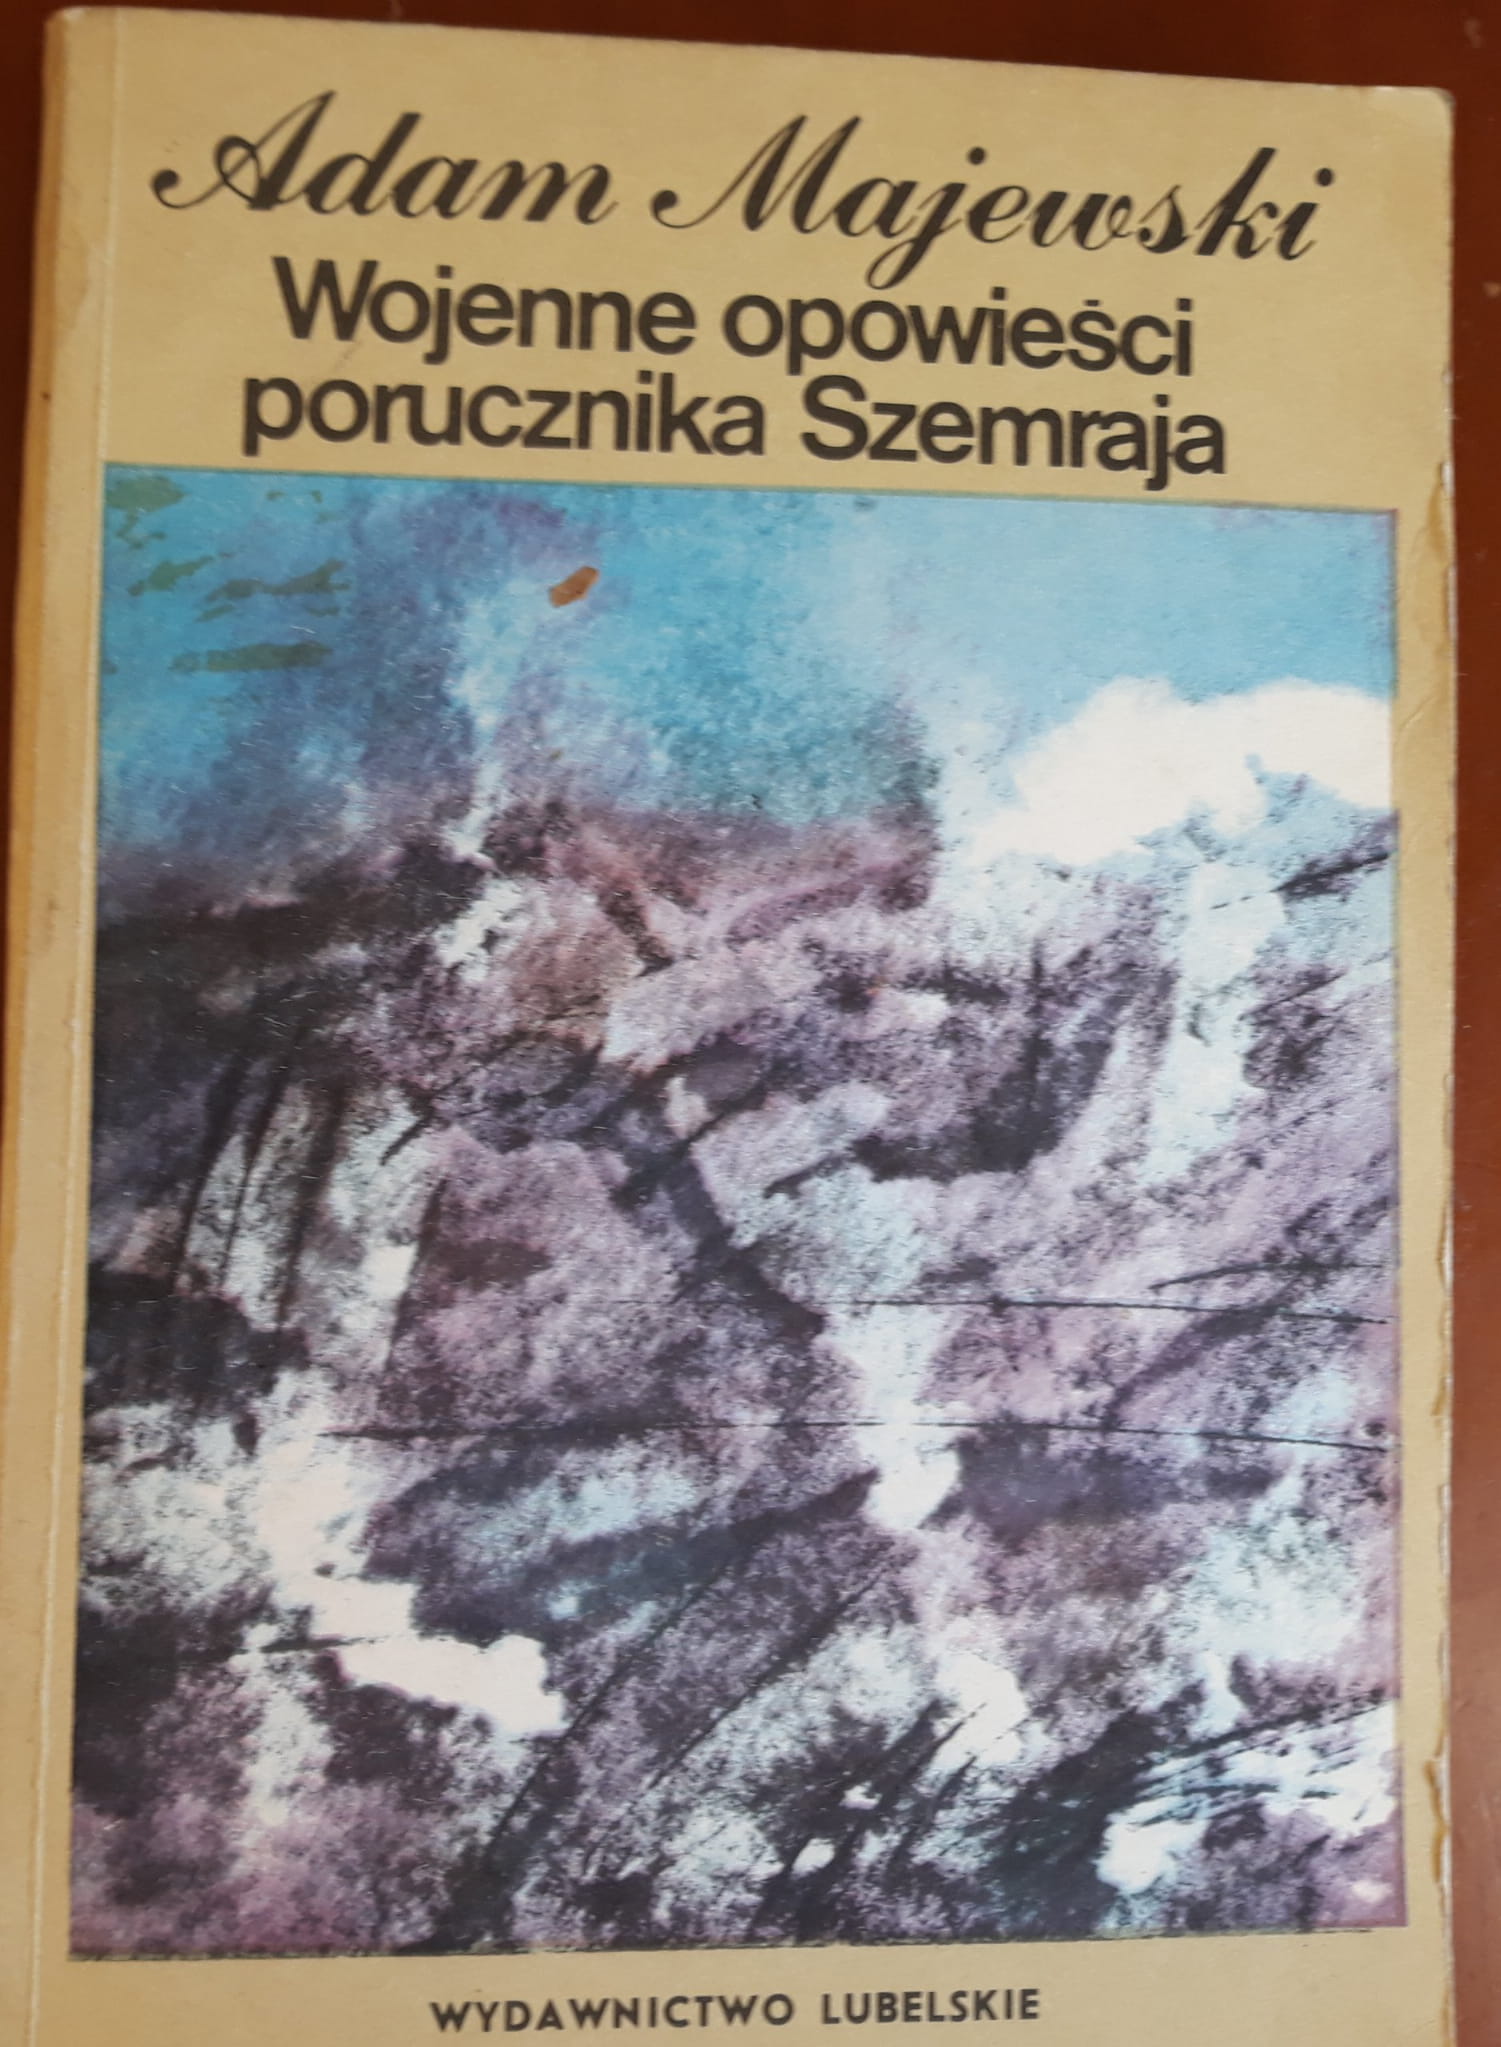 Adam Majewski
Wojenne opowieści
porucznika Szemraja
WYDAWNICTWO LUBELSKIE